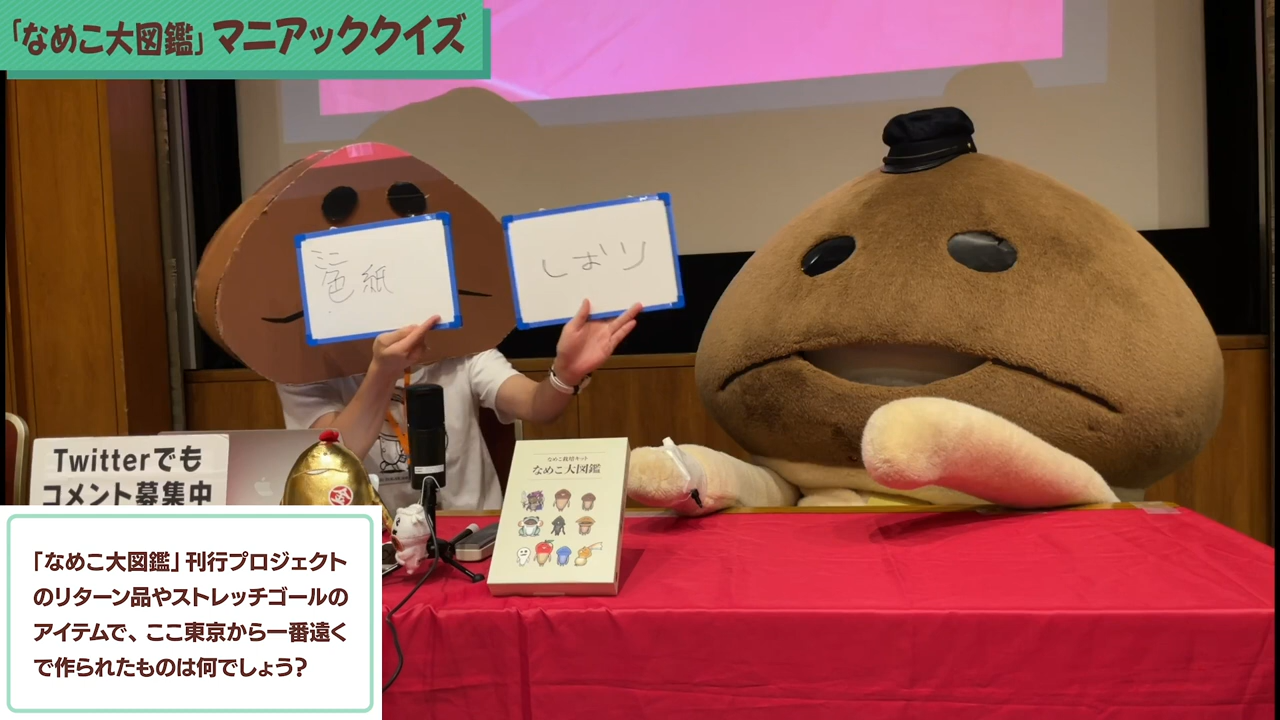 「なめこ大図鑑」マニアッククイズ
ミニ
色紙
しおり
Twitterでも
コメント募集中
なめこ栽培キット
なめこ大図鑑
「なめこ大図鑑」刊行プロジェクト
のリターン品やストレッチゴールの
アイテムで、ここ東京から一番遠く
で作られたものは何でしょう?